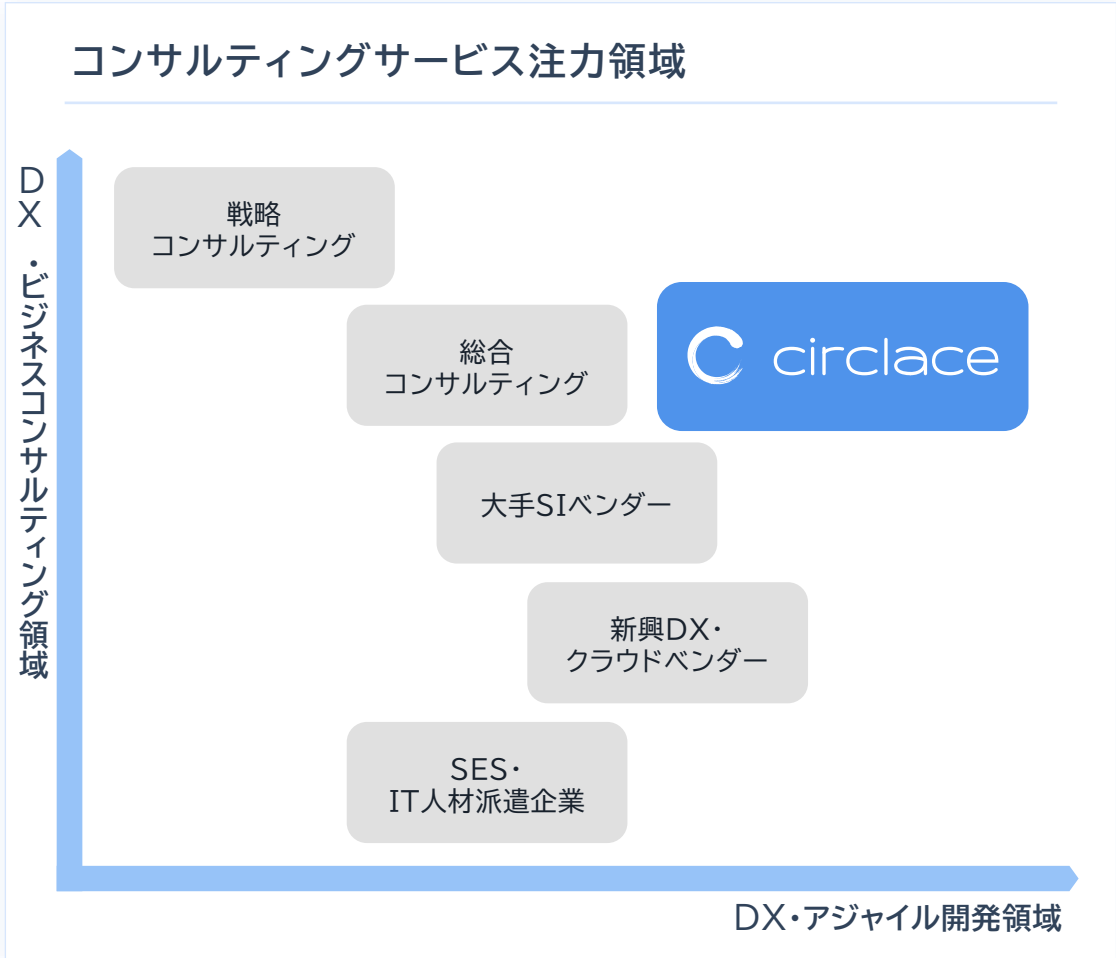 コンサルティングサービス注力領域
DX・ビジネスコンサルティング領域
戦略
コンサルティング
総合
コンサルティング
circlace
大手SIベンダー
新興DX・
クラウドベンダー
SES・
IT人材派遣企業
DX・アジャイル開発領域